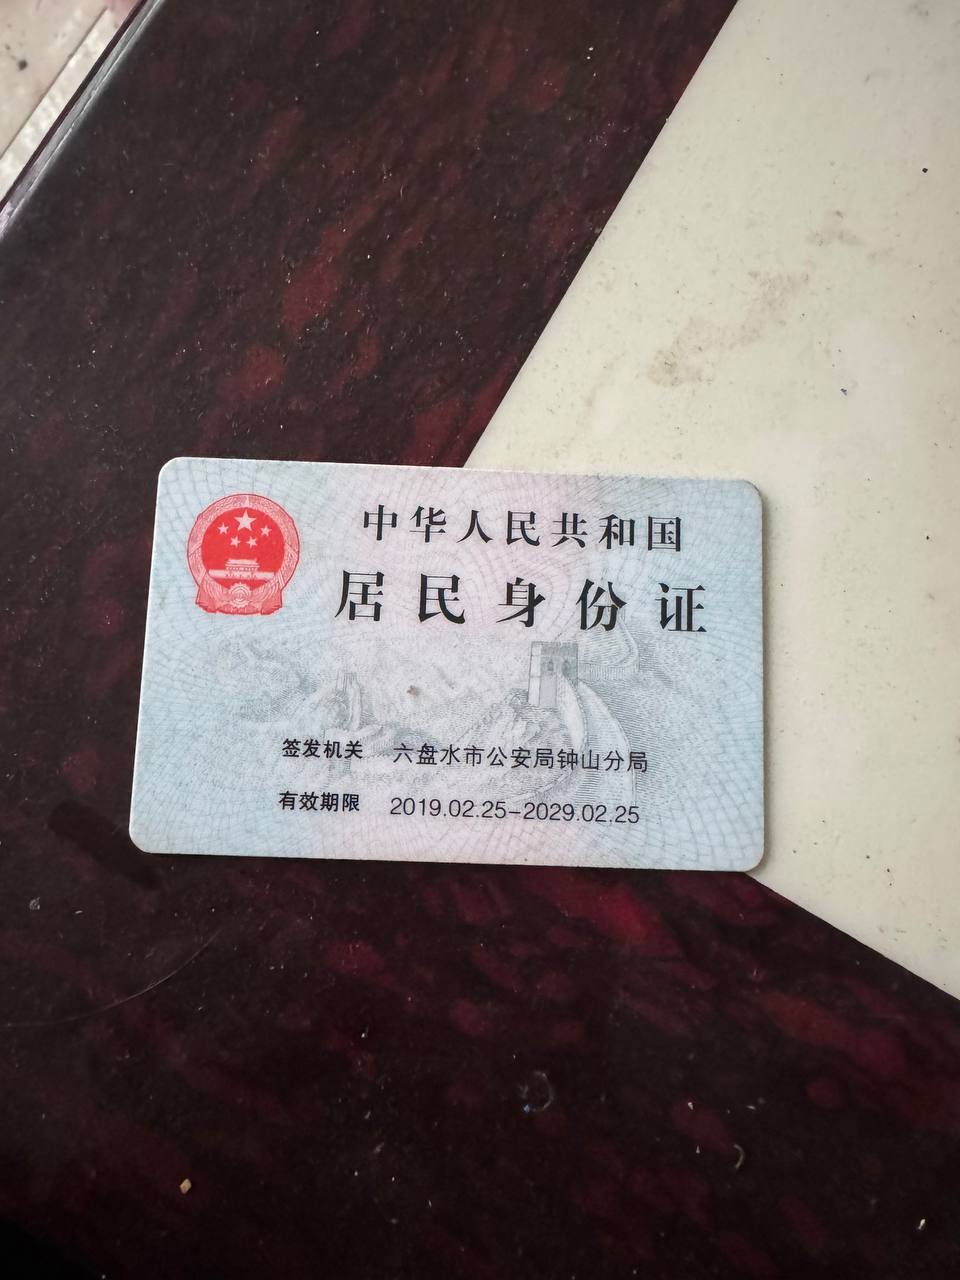 中华人民共和国
居民身份证
签发机关 六盘水市公安局钟山分局
有效期限 2019.02.25-2029.02.25